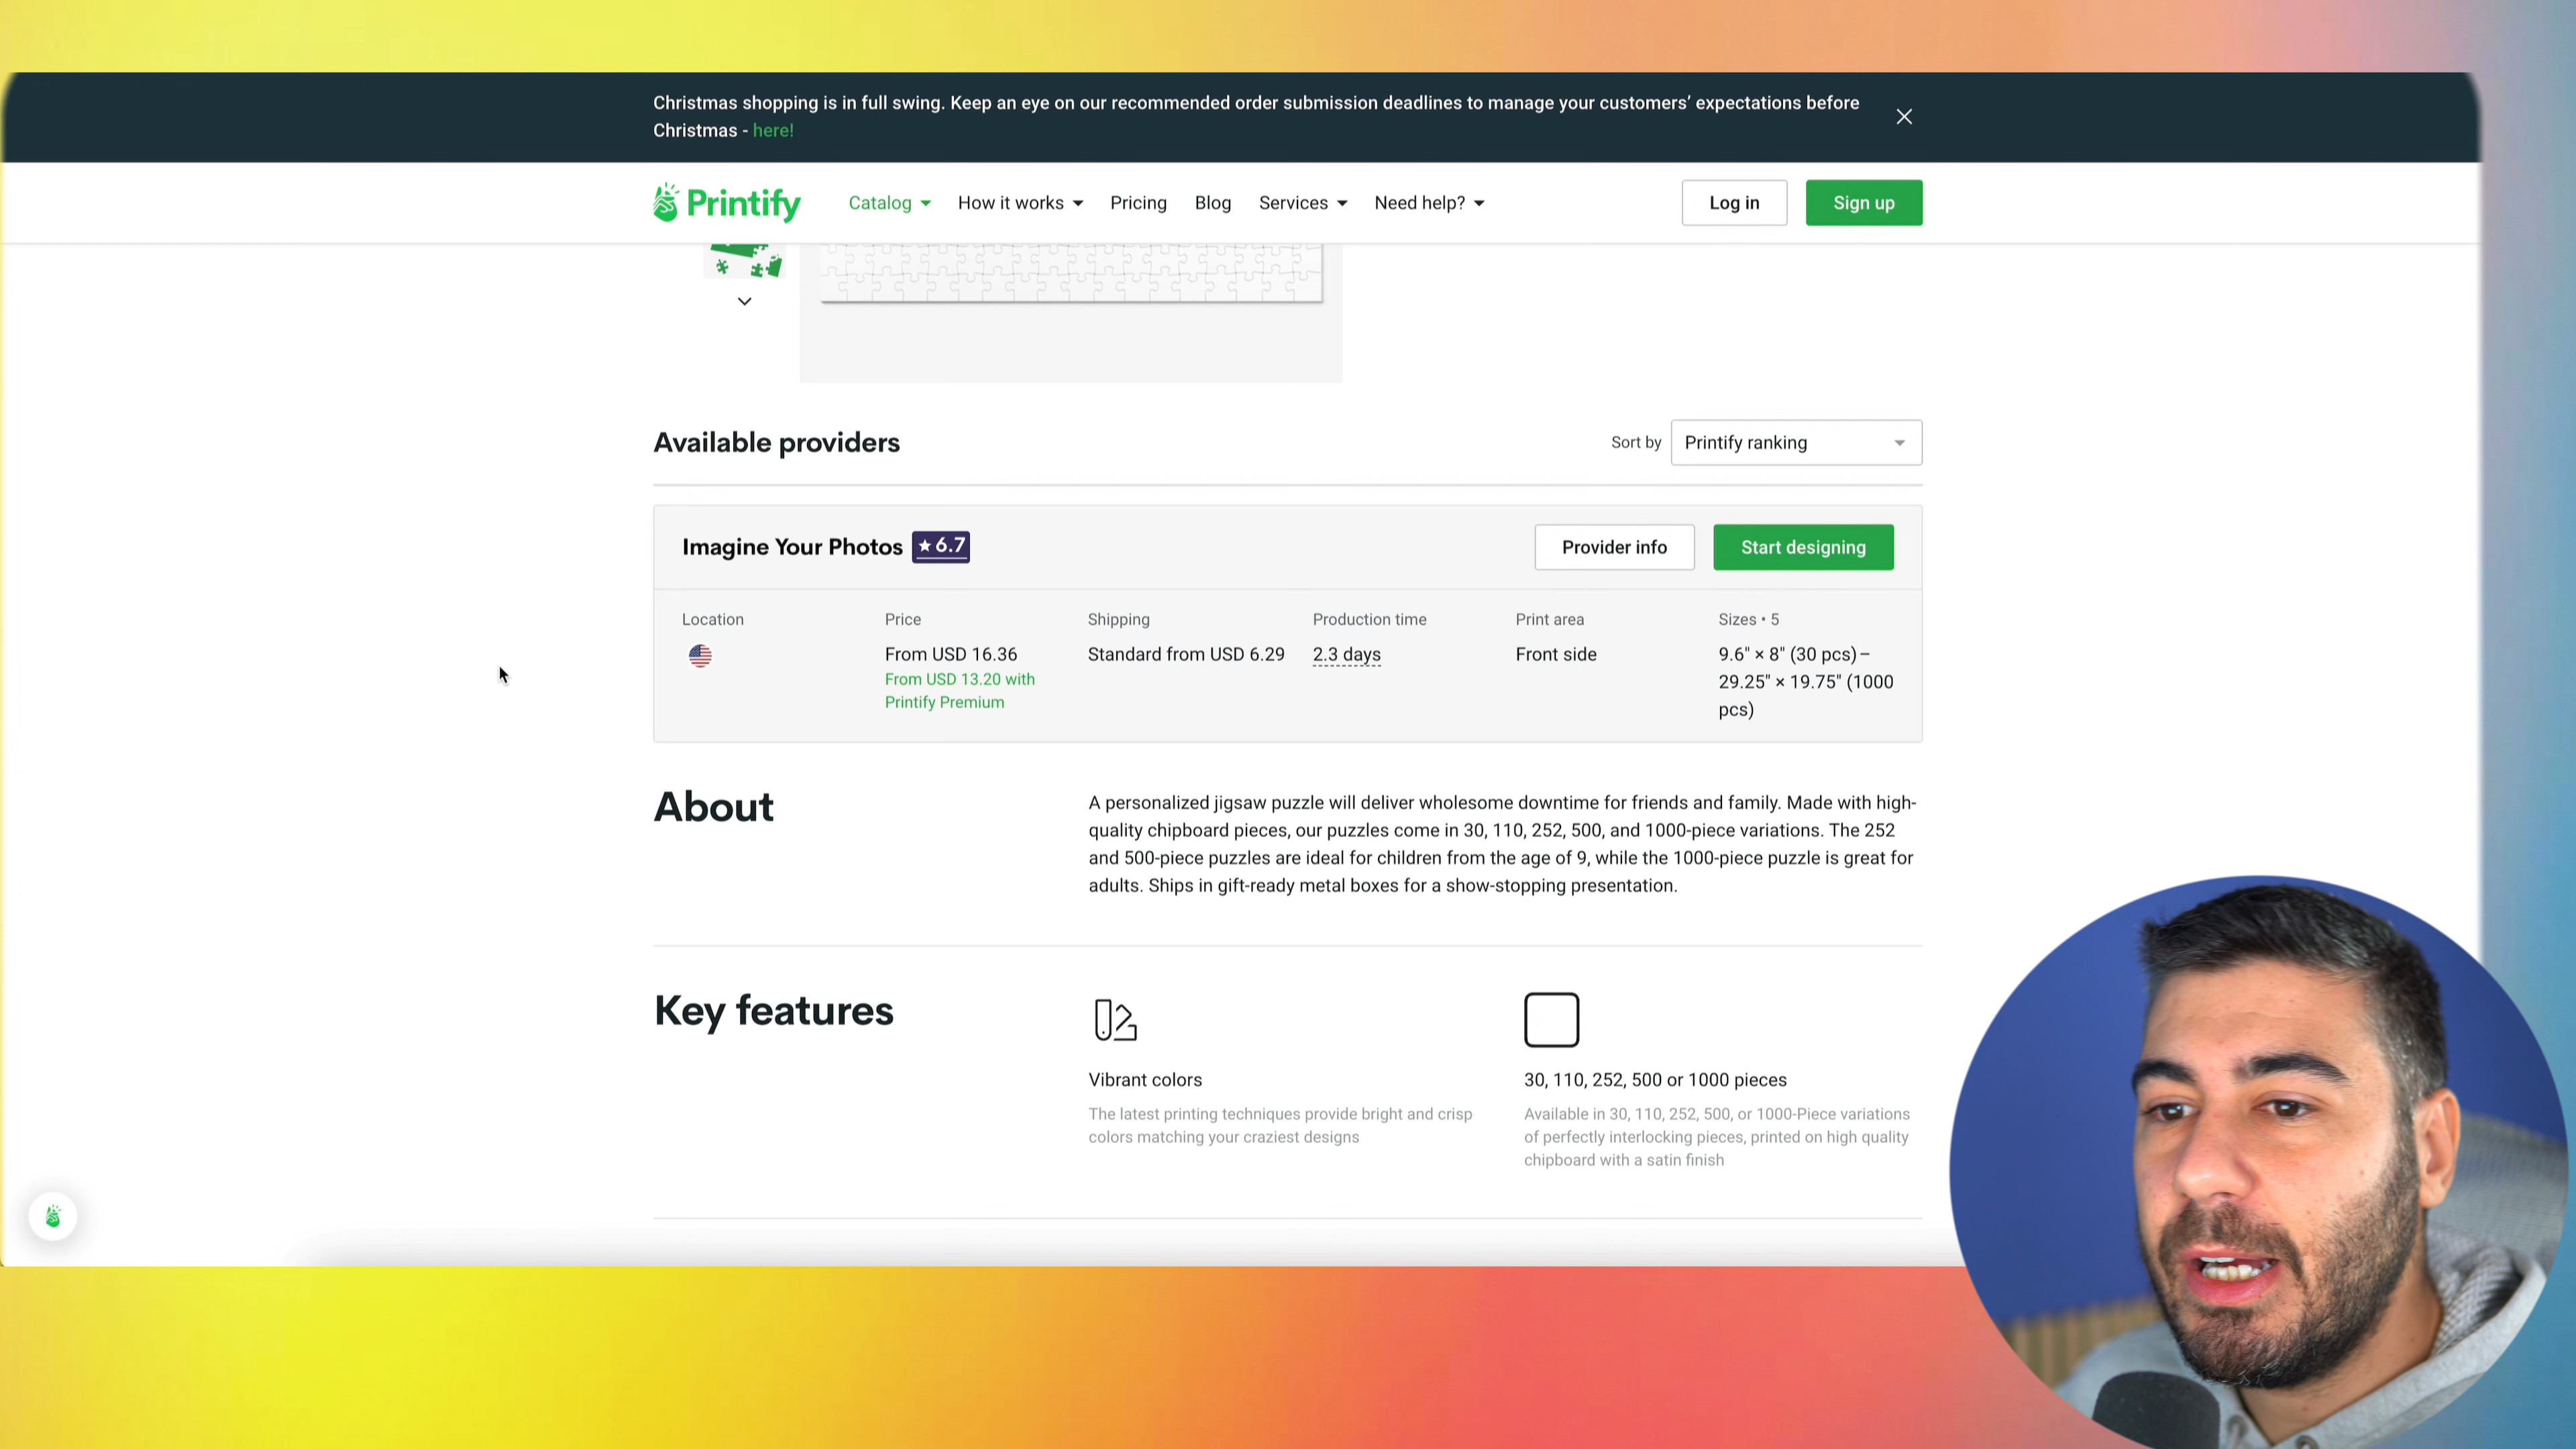 Christmas shopping is in full swing. Keep an eye on our recommended order submission deadlines to manage your customers’ expectations before
Christmas - here!
Printify
Catalog
How it works
Pricing
Blog
Services
Need help?
Log in
Sign up
Available providers
Sort by
Printify ranking
Imagine Your Photos
★ 6.7
Provider info
Start designing
Location
Price
Shipping
Production time
Print area
Sizes • 5
From USD 16.36
Standard from USD 6.29
2.3 days
Front side
9.6" × 8" (30 pcs) –
From USD 13.20 with
29.25" × 19.75" (1000
Printify Premium
pcs)
About
A personalized jigsaw puzzle will deliver wholesome downtime for friends and family. Made with high-
quality chipboard pieces, our puzzles come in 30, 110, 252, 500, and 1000-piece variations. The 252
and 500-piece puzzles are ideal for children from the age of 9, while the 1000-piece puzzle is great for
adults. Ships in gift-ready metal boxes for a show-stopping presentation.
Key features
Vibrant colors
The latest printing techniques provide bright and crisp
colors matching your craziest designs
30, 110, 252, 500 or 1000 pieces
Available in 30, 110, 252, 500, or 1000-Piece variations
of perfectly interlocking pieces, printed on high quality
chipboard with a satin finish